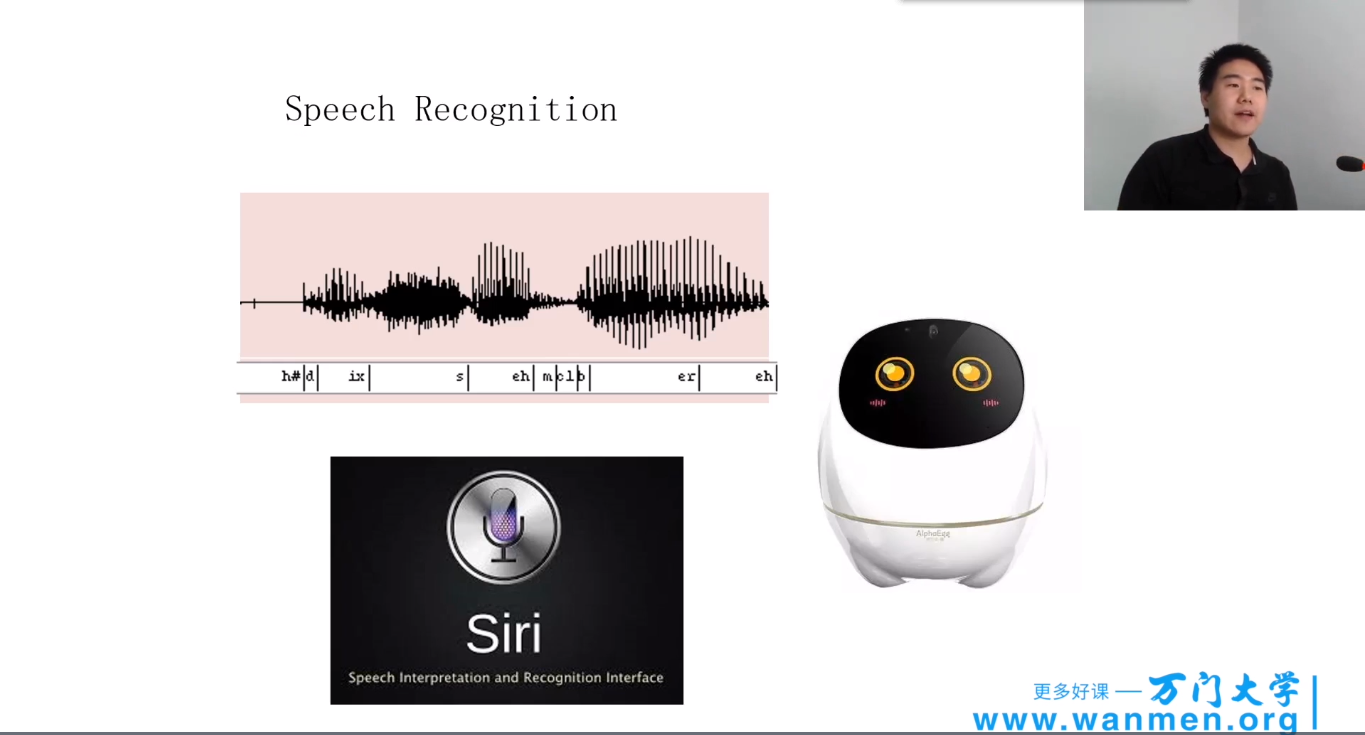 Speech Recognition
h# d ix s eh m cl b er eh
AlphaEgg
Siri
Speech Interpretation and Recognition Interface
更多好课 — 万门大学
www.wanmen.org